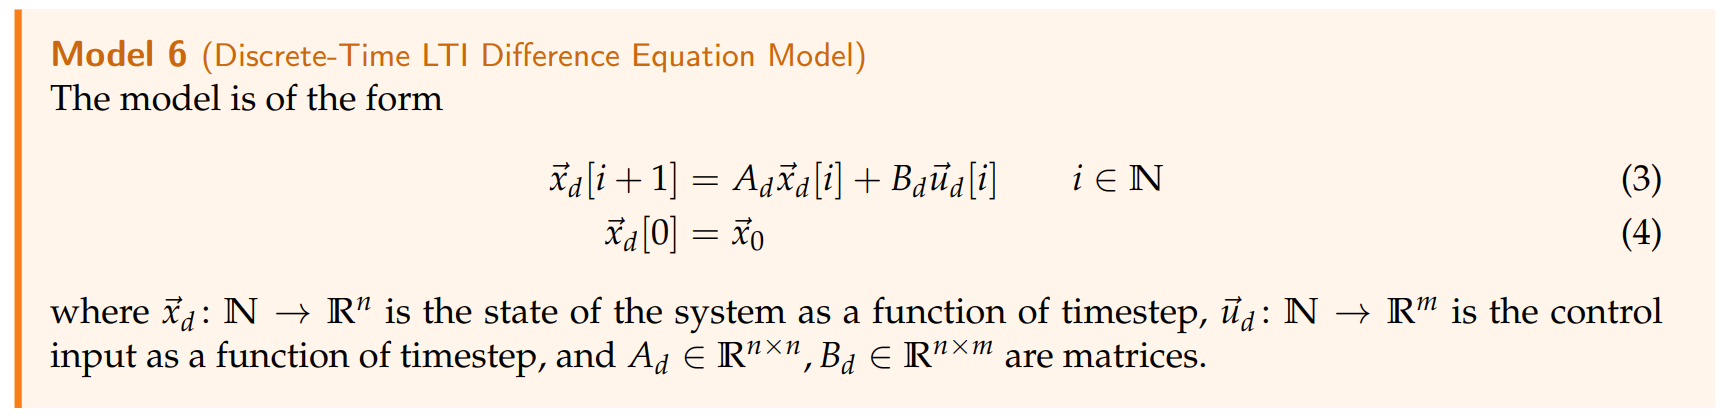 Model 6 (Discrete-Time LTI Difference Equation Model)
The model is of the form
$\vec{x}_d[i+1] = A_d\vec{x}_d[i] + B_d\vec{u}_d[i] \qquad i \in \mathbb{N}$ (3)
$\vec{x}_d[0] = \vec{x}_0$ (4)
where $\vec{x}_d \colon \mathbb{N} \to \mathbb{R}^n$ is the state of the system as a function of timestep, $\vec{u}_d \colon \mathbb{N} \to \mathbb{R}^m$ is the control
input as a function of timestep, and $A_d \in \mathbb{R}^{n \times n}, B_d \in \mathbb{R}^{n \times m}$ are matrices.